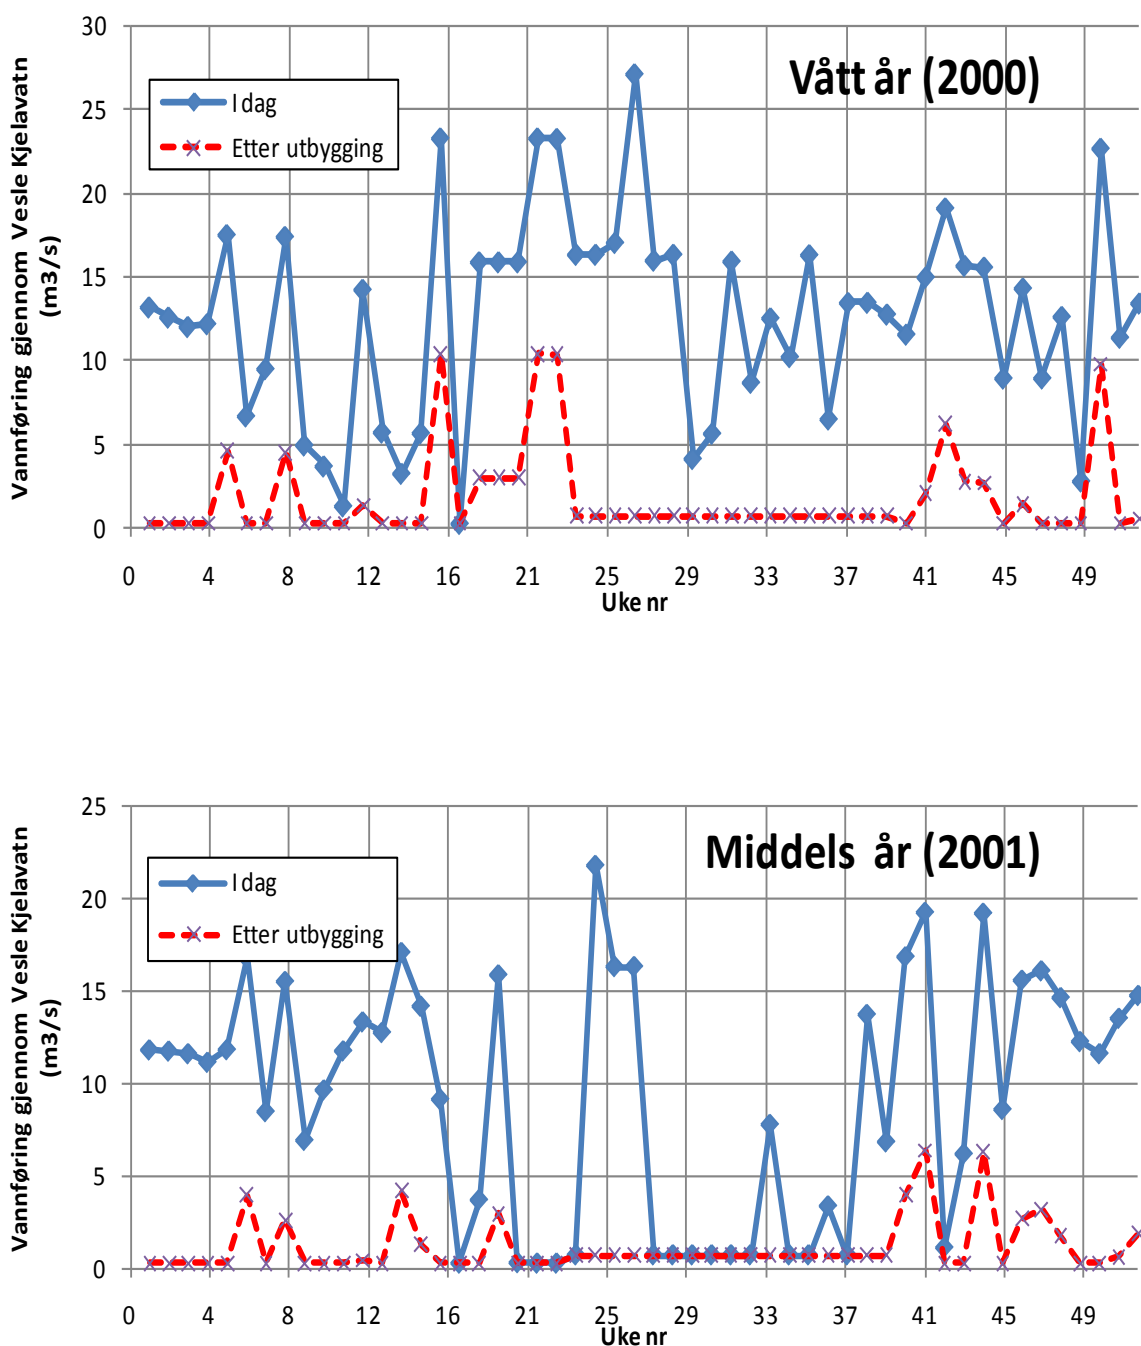 Vått år (2000)
I dag
Etter utbygging
Vannføring gjennom Vesle Kjelavatn
(m3/s)
30
25
20
15
10
5
0
0 4 8 12 16 21 25 29 33 37 41 45 49
Uke nr
Middels år (2001)
I dag
Etter utbygging
Vannføring gjennom Vesle Kjelavatn
(m3/s)
25
20
15
10
5
0
0 4 8 12 16 21 25 29 33 37 41 45 49
Uke nr